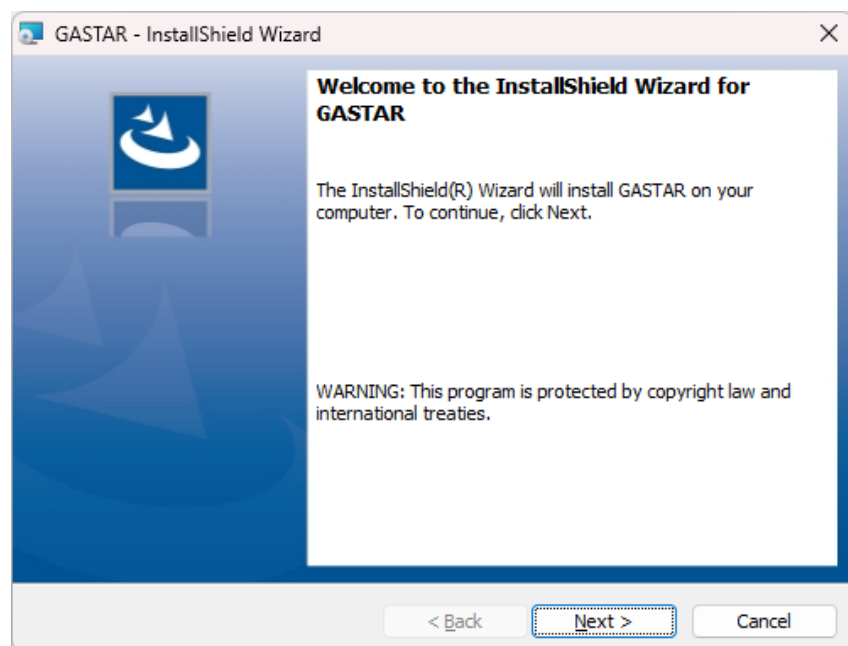 GASTAR - InstallShield Wizard
Welcome to the InstallShield Wizard for
GASTAR
The InstallShield(R) Wizard will install GASTAR on your
computer. To continue, click Next.
WARNING: This program is protected by copyright law and
international treaties.
< Back
Next >
Cancel